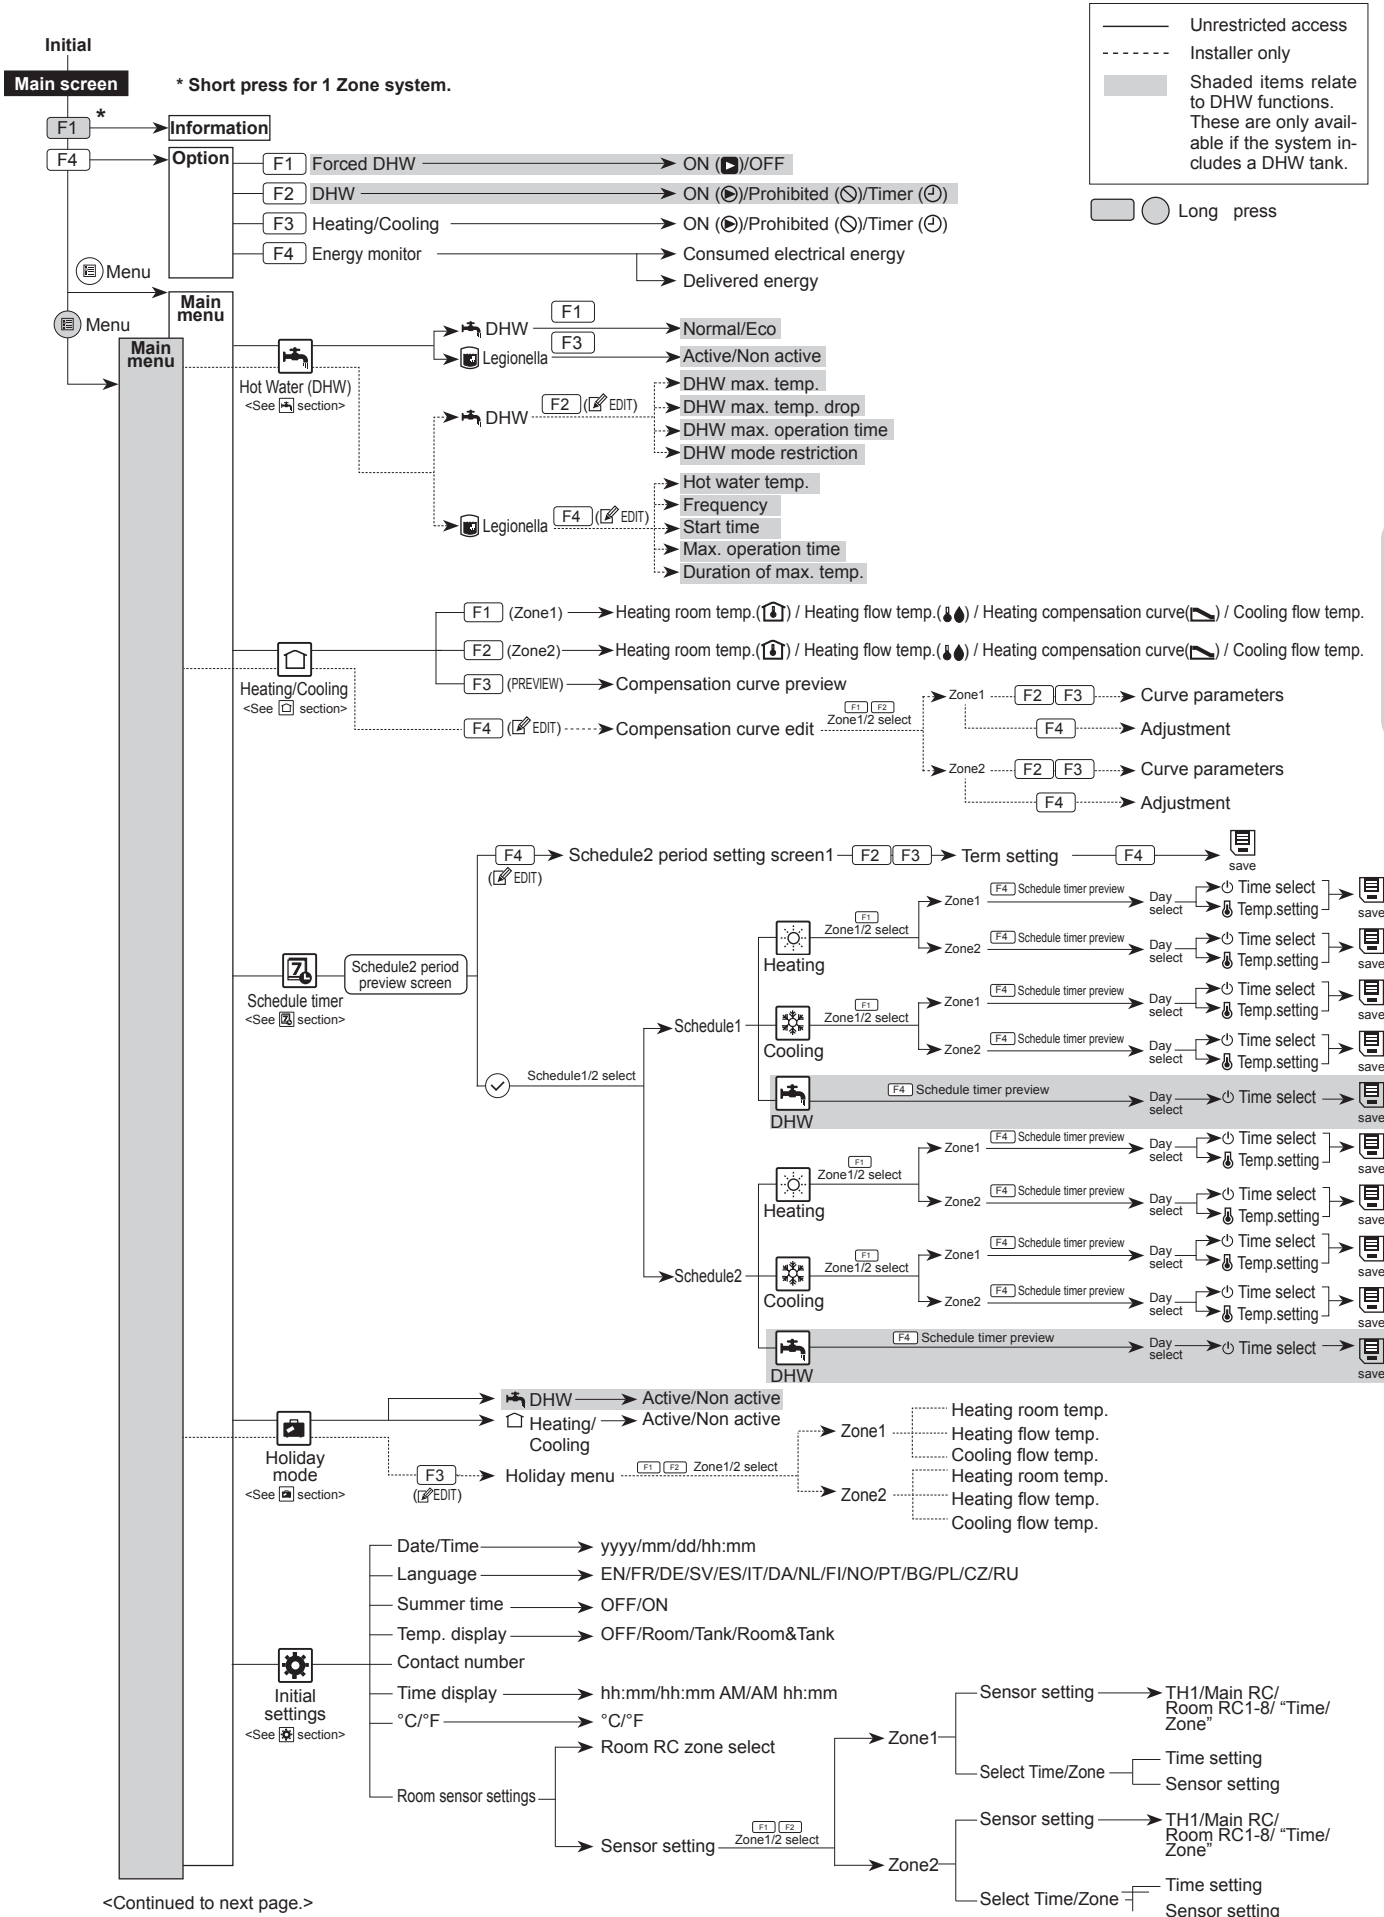 Initial
Main screen
* Short press for 1 Zone system.
Unrestricted access
Installer only
Shaded items relate
to DHW functions.
These are only avail-
able if the system in-
cludes a DHW tank.
Long press
F1 * Information
F4 Option
F1 Forced DHW ON (▶)/OFF
F2 DHW ON (▶)/Prohibited (🚫)/Timer (🕘)
F3 Heating/Cooling ON (▶)/Prohibited (🚫)/Timer (🕘)
F4 Energy monitor Consumed electrical energy
Delivered energy
Menu
Main
menu
Menu
Main
menu
Hot Water (DHW)
<See section>
DHW F1 Normal/Eco
Legionella F3 Active/Non active
DHW F2 (EDIT)
DHW max. temp.
DHW max. temp. drop
DHW max. operation time
DHW mode restriction
Legionella F4 (EDIT)
Hot water temp.
Frequency
Start time
Max. operation time
Duration of max. temp.
Heating/Cooling
<See section>
F1 (Zone1) Heating room temp.() / Heating flow temp.() / Heating compensation curve() / Cooling flow temp.
F2 (Zone2) Heating room temp.() / Heating flow temp.() / Heating compensation curve() / Cooling flow temp.
F3 (PREVIEW) Compensation curve preview
F4 (EDIT) Compensation curve edit
F1 F2
Zone1/2 select
Zone1 F2 F3 Curve parameters
F4 Adjustment
Zone2 F2 F3 Curve parameters
F4 Adjustment
7
Schedule timer
<See 7 section>
Schedule2 period
preview screen
F4 Schedule2 period setting screen1 F2 F3 Term setting F4 save
(EDIT)
Schedule1/2 select
Schedule1
Heating
F1
Zone1/2 select
Zone1 F4 Schedule timer preview Day
select
Time select
Temp.setting
save
Zone2 F4 Schedule timer preview Day
select
Time select
Temp.setting
save
Cooling
F1
Zone1/2 select
Zone1 F4 Schedule timer preview Day
select
Time select
Temp.setting
save
Zone2 F4 Schedule timer preview Day
select
Time select
Temp.setting
save
DHW
F4 Schedule timer preview Day
select
Time select
save
Schedule2
Heating
F1
Zone1/2 select
Zone1 F4 Schedule timer preview Day
select
Time select
Temp.setting
save
Zone2 F4 Schedule timer preview Day
select
Time select
Temp.setting
save
Cooling
F1
Zone1/2 select
Zone1 F4 Schedule timer preview Day
select
Time select
Temp.setting
save
Zone2 F4 Schedule timer preview Day
select
Time select
Temp.setting
save
DHW
F4 Schedule timer preview Day
select
Time select
save
Holiday
mode
<See section>
DHW Active/Non active
Heating/
Cooling
Active/Non active
F3
(EDIT)
Holiday menu F1 F2 Zone1/2 select
Zone1
Heating room temp.
Heating flow temp.
Cooling flow temp.
Zone2
Heating room temp.
Heating flow temp.
Cooling flow temp.
Initial
settings
<See section>
Date/Time yyyy/mm/dd/hh:mm
Language EN/FR/DE/SV/ES/IT/DA/NL/FI/NO/PT/BG/PL/CZ/RU
Summer time OFF/ON
Temp. display OFF/Room/Tank/Room&Tank
Contact number
Time display hh:mm/hh:mm AM/AM hh:mm
°C/°F °C/°F
Room sensor settings
Room RC zone select
Sensor setting
F1 F2
Zone1/2 select
Zone1
Sensor setting TH1/Main RC/
Room RC1-8/ “Time/
Zone”
Select Time/Zone
Time setting
Sensor setting
Zone2
Sensor setting TH1/Main RC/
Room RC1-8/ “Time/
Zone”
Select Time/Zone
Time setting
Sensor setting
<Continued to next page.>